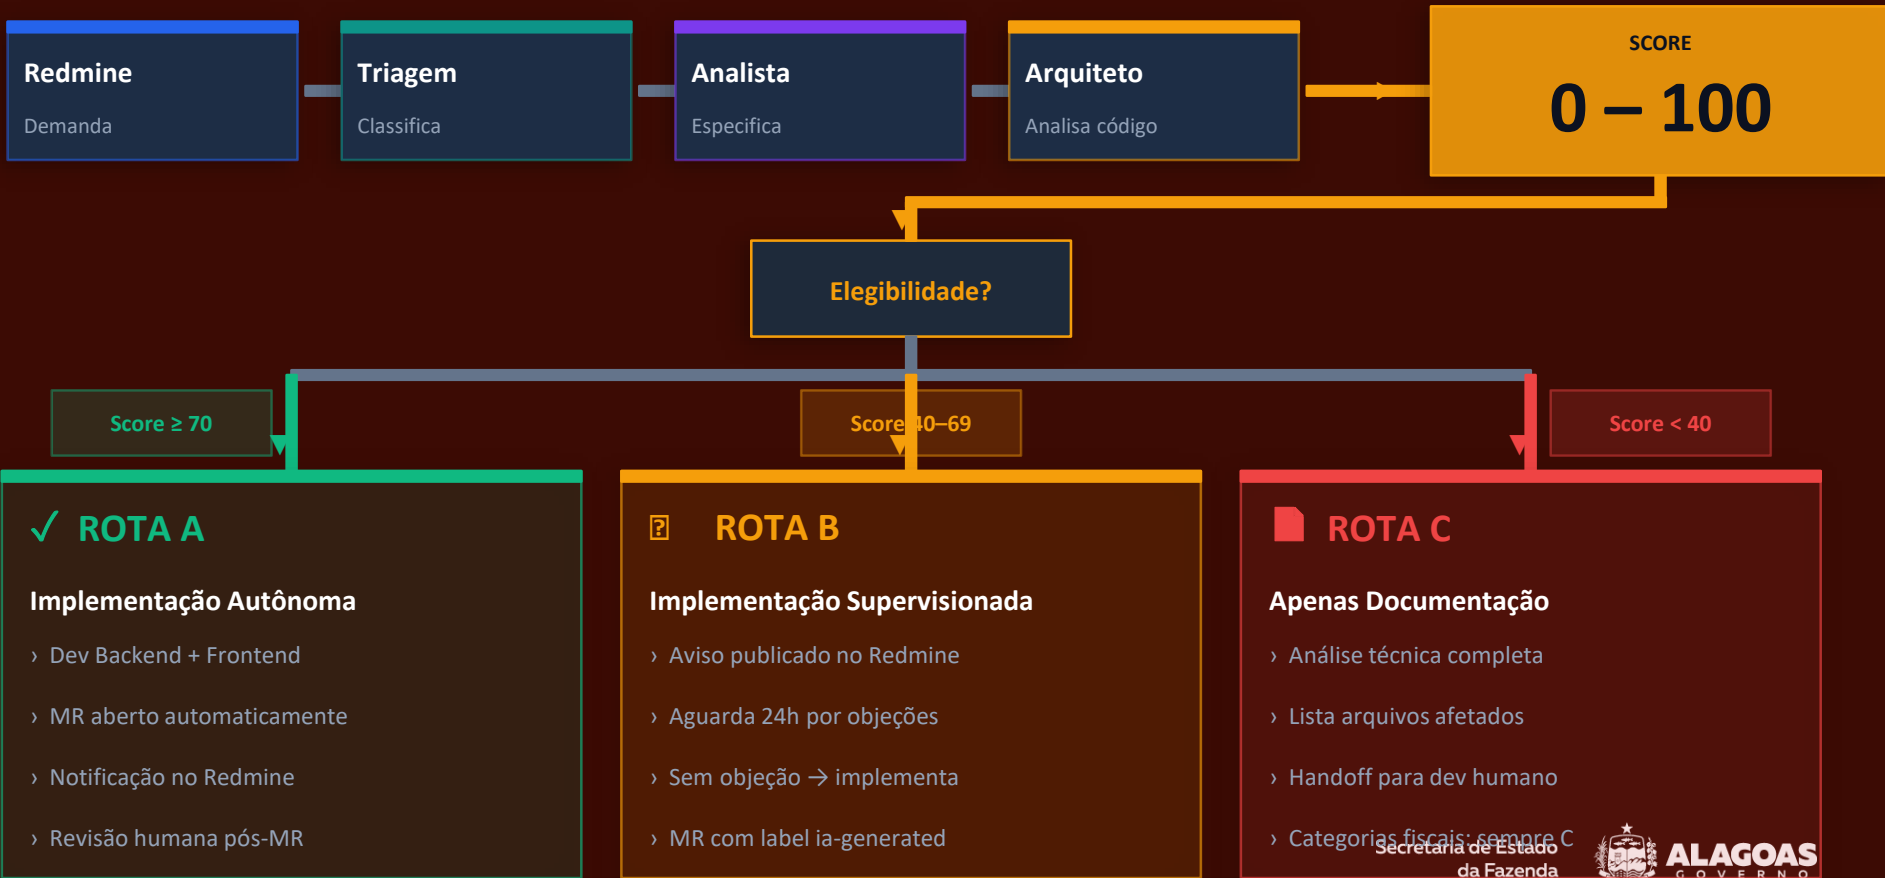 Redmine
Demanda
Triagem
Classifica
Analista
Especifica
Arquiteto
Analisa código
SCORE
0 – 100
Elegibilidade?
Score ≥ 70
Score 40–69
Score < 40
✓ ROTA A
Implementação Autônoma
› Dev Backend + Frontend
› MR aberto automaticamente
› Notificação no Redmine
› Revisão humana pós-MR
ROTA B
Implementação Supervisionada
› Aviso publicado no Redmine
› Aguarda 24h por objeções
› Sem objeção → implementa
› MR com label ia-generated
ROTA C
Apenas Documentação
› Análise técnica completa
› Lista arquivos afetados
› Handoff para dev humano
› Categorias fiscais: sempre C
Secretaria de Estado
da Fazenda
ALAGOAS
GOVERNO